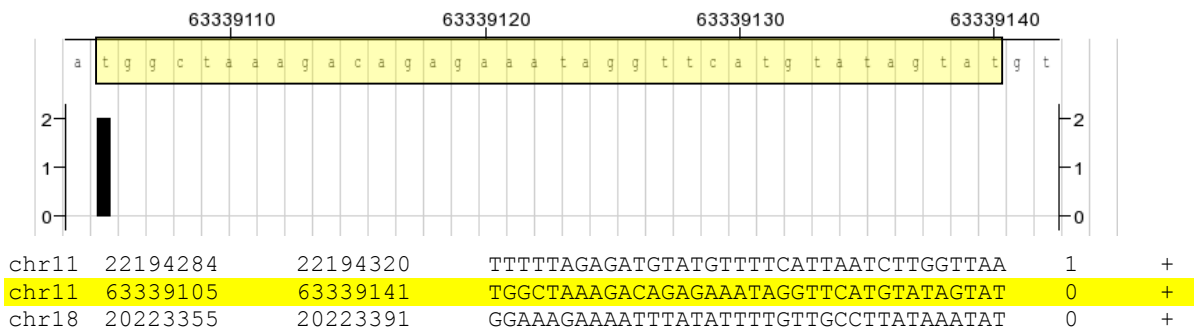 63339110 63339120 63339130 63339140
a t g g c t a a a g a c a g a g a a a t a g g t t c a t g t a t a g t a t g t
2 2
1 1
0 0
chr11 22194284 22194320 TTTTTAGAGATGTATGTTTTCATTAATCTTGGTTAA 1 +
chr11 63339105 63339141 TGGCTAAAGACAGAGAAATAGGTTCATGTATAGTAT 0 +
chr18 20223355 20223391 GGAAAGAAAATTTATATTTTGTTGCCTTATAAATAT 0 +